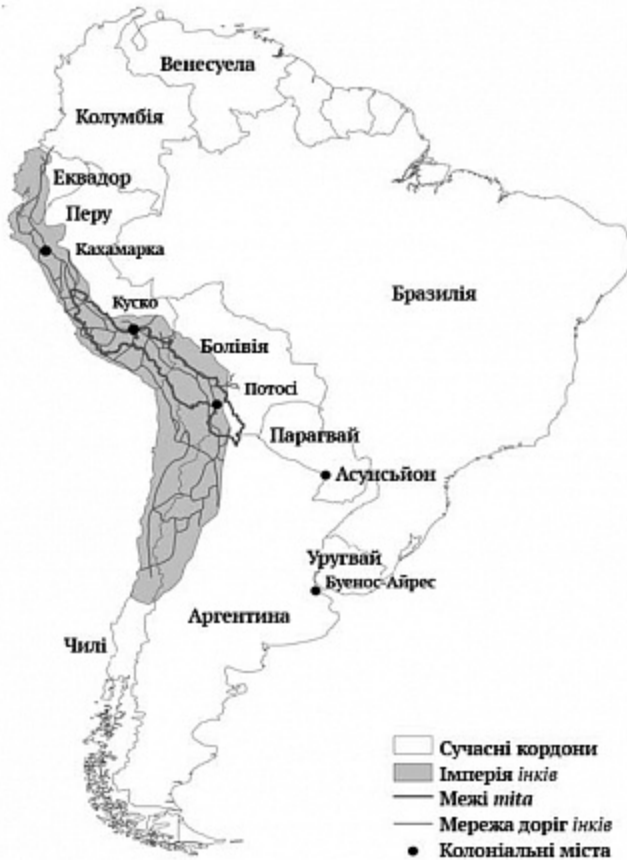 Венесуела
Колумбія
Еквадор
Перу
Кахамарка
Бразилія
Куско
Болівія
Потосі
Парагвай
Асунсьйон
Уругвай
Буенос-Айрес
Аргентина
Чилі
Сучасні кордони
Імперія інків
Межі mita
Мережа доріг інків
Колоніальні міста